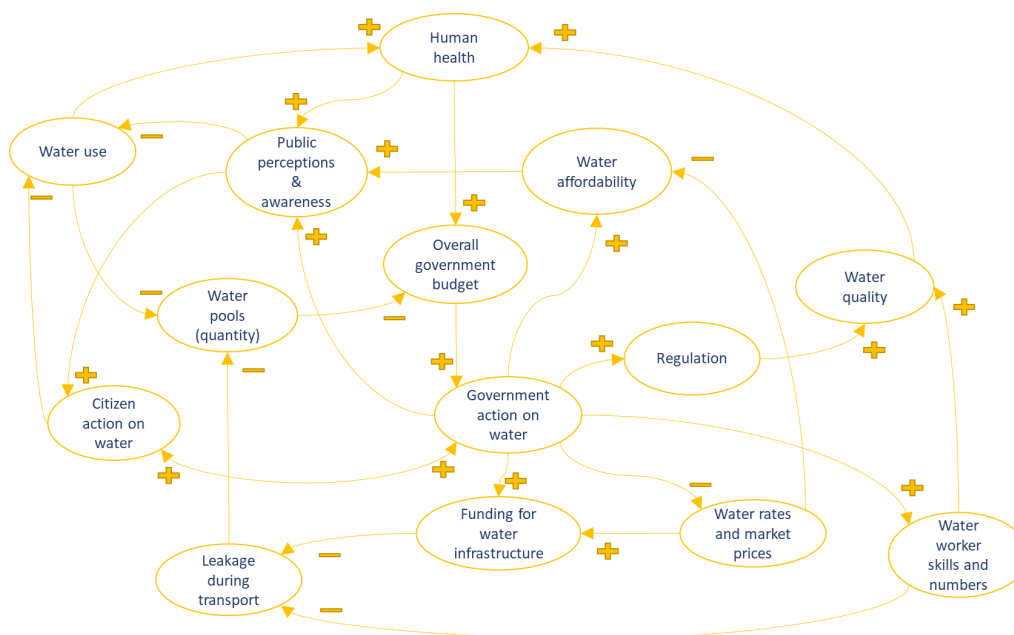 Human
health
Water use
Public
perceptions
&
awareness
Water
affordability
Overall
government
budget
Water
quality
Water
pools
(quantity)
Regulation
Citizen
action on
water
Government
action on
water
Funding for
water
infrastructure
Water rates
and market
prices
Water
worker
skills and
numbers
Leakage
during
transport